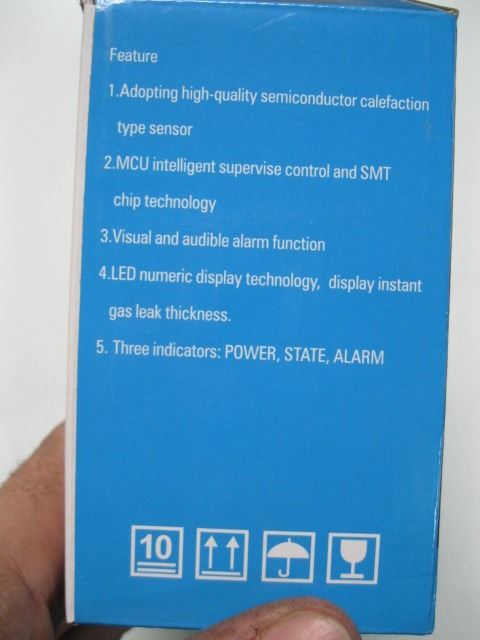 Feature
1.Adopting high-quality semiconductor calefaction
type sensor
2.MCU intelligent supervise control and SMT
chip technology
3.Visual and audible alarm function
4.LED numeric display technology, display instant
gas leak thickness.
5. Three indicators: POWER, STATE, ALARM
10